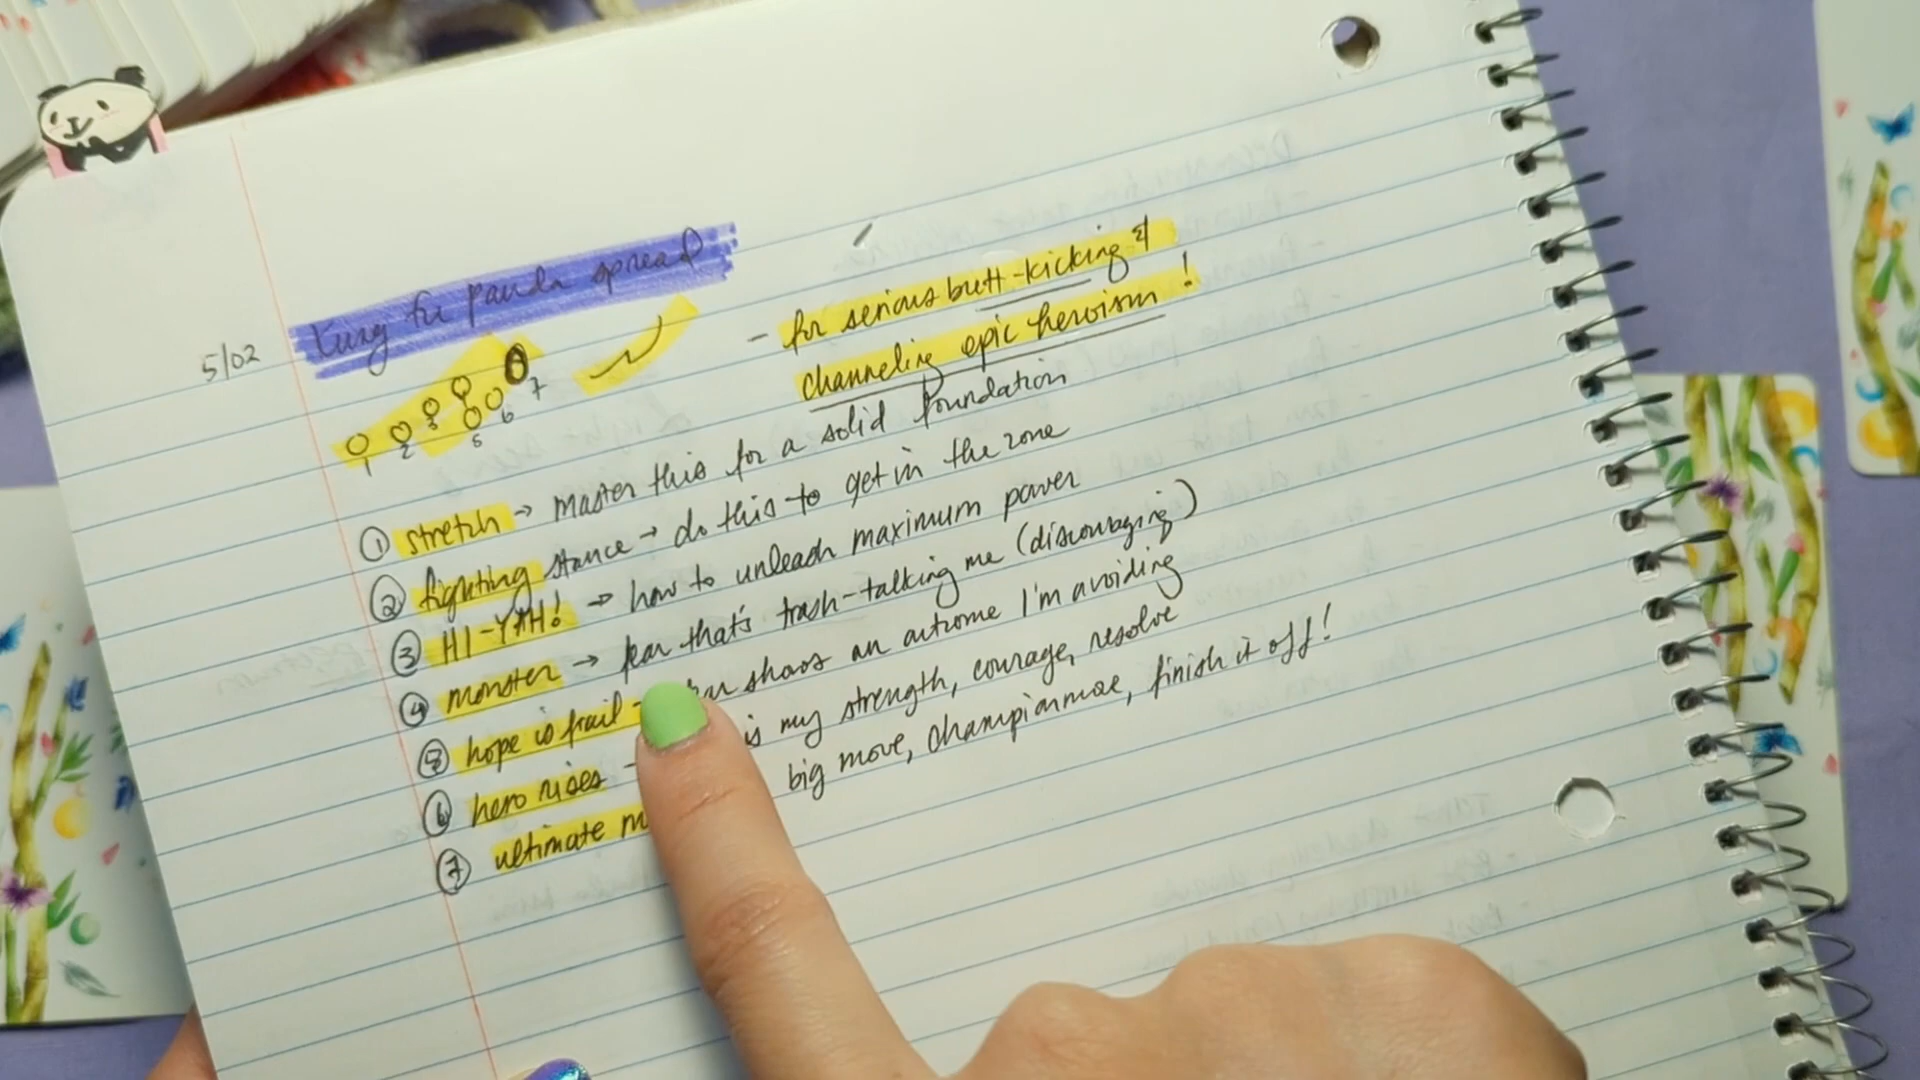 Kung fu panda spread
5/02
- for serious butt-kicking &
channeling epic heroism!
1 2 3 5 6 7
① stretch → master this for a solid foundation
② fighting stance → do this to get in the zone
③ HI-YAH! → how to unleash maximum power
④ monster → fear that's trash-talking me (discouraging)
⑤ hope is frail - shows an outcome I'm avoiding
⑥ hero rises - is my strength, courage, resolve
⑦ ultimate m big move, championmove, finish it off!